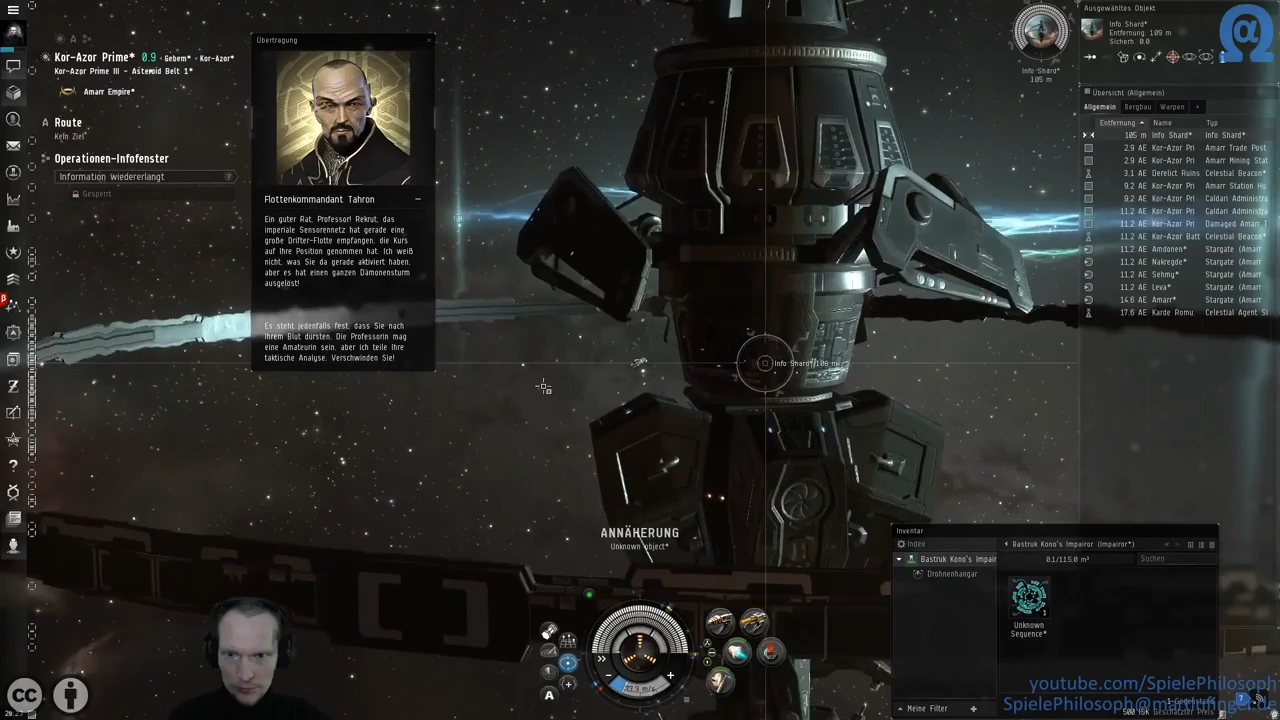 Kor-Azor Prime* 0.9 · Gebem* · Kor-Azor*
Kor-Azor Prime III - Asteroid Belt 1*
Amarr Empire*
Route
Kein Ziel*
Operationen-Infofenster
Information wiedererlangt
Gesperrt
Übertragung
Flottenkommandant Tahron
Ein guter Rat, Professor! Rekrut, das
imperiale Sensorennetz hat gerade eine
große Drifter-Flotte empfangen, die Kurs
auf Ihre Position genommen hat. Ich weiß
nicht, was Sie da gerade aktiviert haben,
aber es hat einen ganzen Dämonensturm
ausgelöst!
Es steht jedenfalls fest, dass Sie nach
Ihrem Blut dürsten. Die Professorin mag
eine Amateurin sein, aber ich teile Ihre
taktische Analyse. Verschwinden Sie!
Info Shard*
105 m
Ausgewähltes Objekt
Info Shard*
Entfernung 109 m
Sicherh. 0,0
Übersicht (Allgemein)
Allgemein Bergbau Warpen +
Entfernung Name Typ
105 m Info Shard* Info Shard*
2.9 AE Kor-Azor Pri Amarr Trade Post
2.9 AE Kor-Azor Pri Amarr Mining Stat
3.1 AE Derelict Ruins Celestial Beacon*
9.2 AE Kor-Azor Pri Amarr Station Hu
9.2 AE Kor-Azor Pri Caldari Administra
11.2 AE Kor-Azor Pri Caldari Administra
11.2 AE Kor-Azor Pri Damaged Amarr
11.2 AE Kor-Azor Batt Celestial Beacon*
11.2 AE Amdonen* Stargate (Amarr
11.2 AE Nakregde* Stargate (Amarr
11.2 AE Sehmy* Stargate (Amarr
11.2 AE Leva* Stargate (Amarr
14.6 AE Amarr* Stargate (Amarr
17.6 AE Karde Romu. Celestial Agent Si
Info Shard*
ANNÄHERUNG
Unknown object*
Inventar
Index
Bastruk Kono's Impair
Drohnenhangar
Bastruk Kono's Impairor (Impairor*)
0.1/115.0 m³
Suchen
1
Unknown
Sequence*
Meine Filter +
youtube.com/SpielePhilosoph
SpielePhilosoph@marthflinger.de
cc